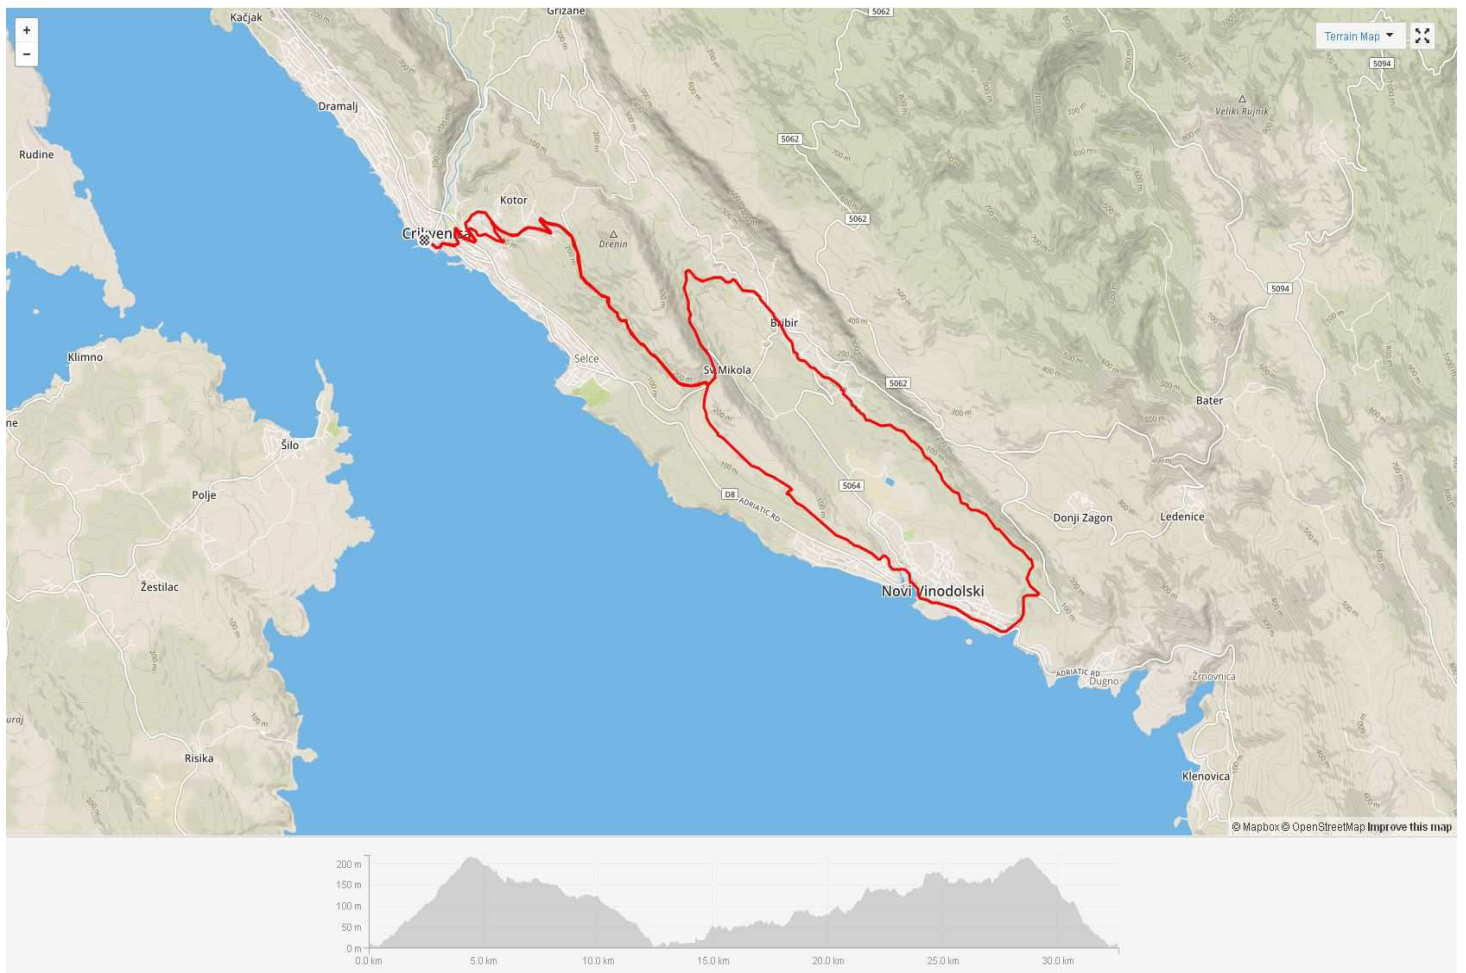 Kačjak
Grižane
5062
+
−
Terrain Map
5094
Dramalj
Veliki Rujnik
5062
Rudine
Kotor
5062
Crikvenica
Drenin
5094
Bribir
Klimno
Selce
Sv Mikola
5062
Bater
Šilo
5064
Polje
D8
ADRIATIC RD
Donji Zagon
Ledenice
Žestilac
Novi Vinodolski
ADRIATIC RD
Dugno
Žrnovnica
uraj
Risika
Klenovica
© Mapbox © OpenStreetMap Improve this map
200 m
150 m
100 m
50 m
0 m
0.0 km
5.0 km
10.0 km
15.0 km
20.0 km
25.0 km
30.0 km